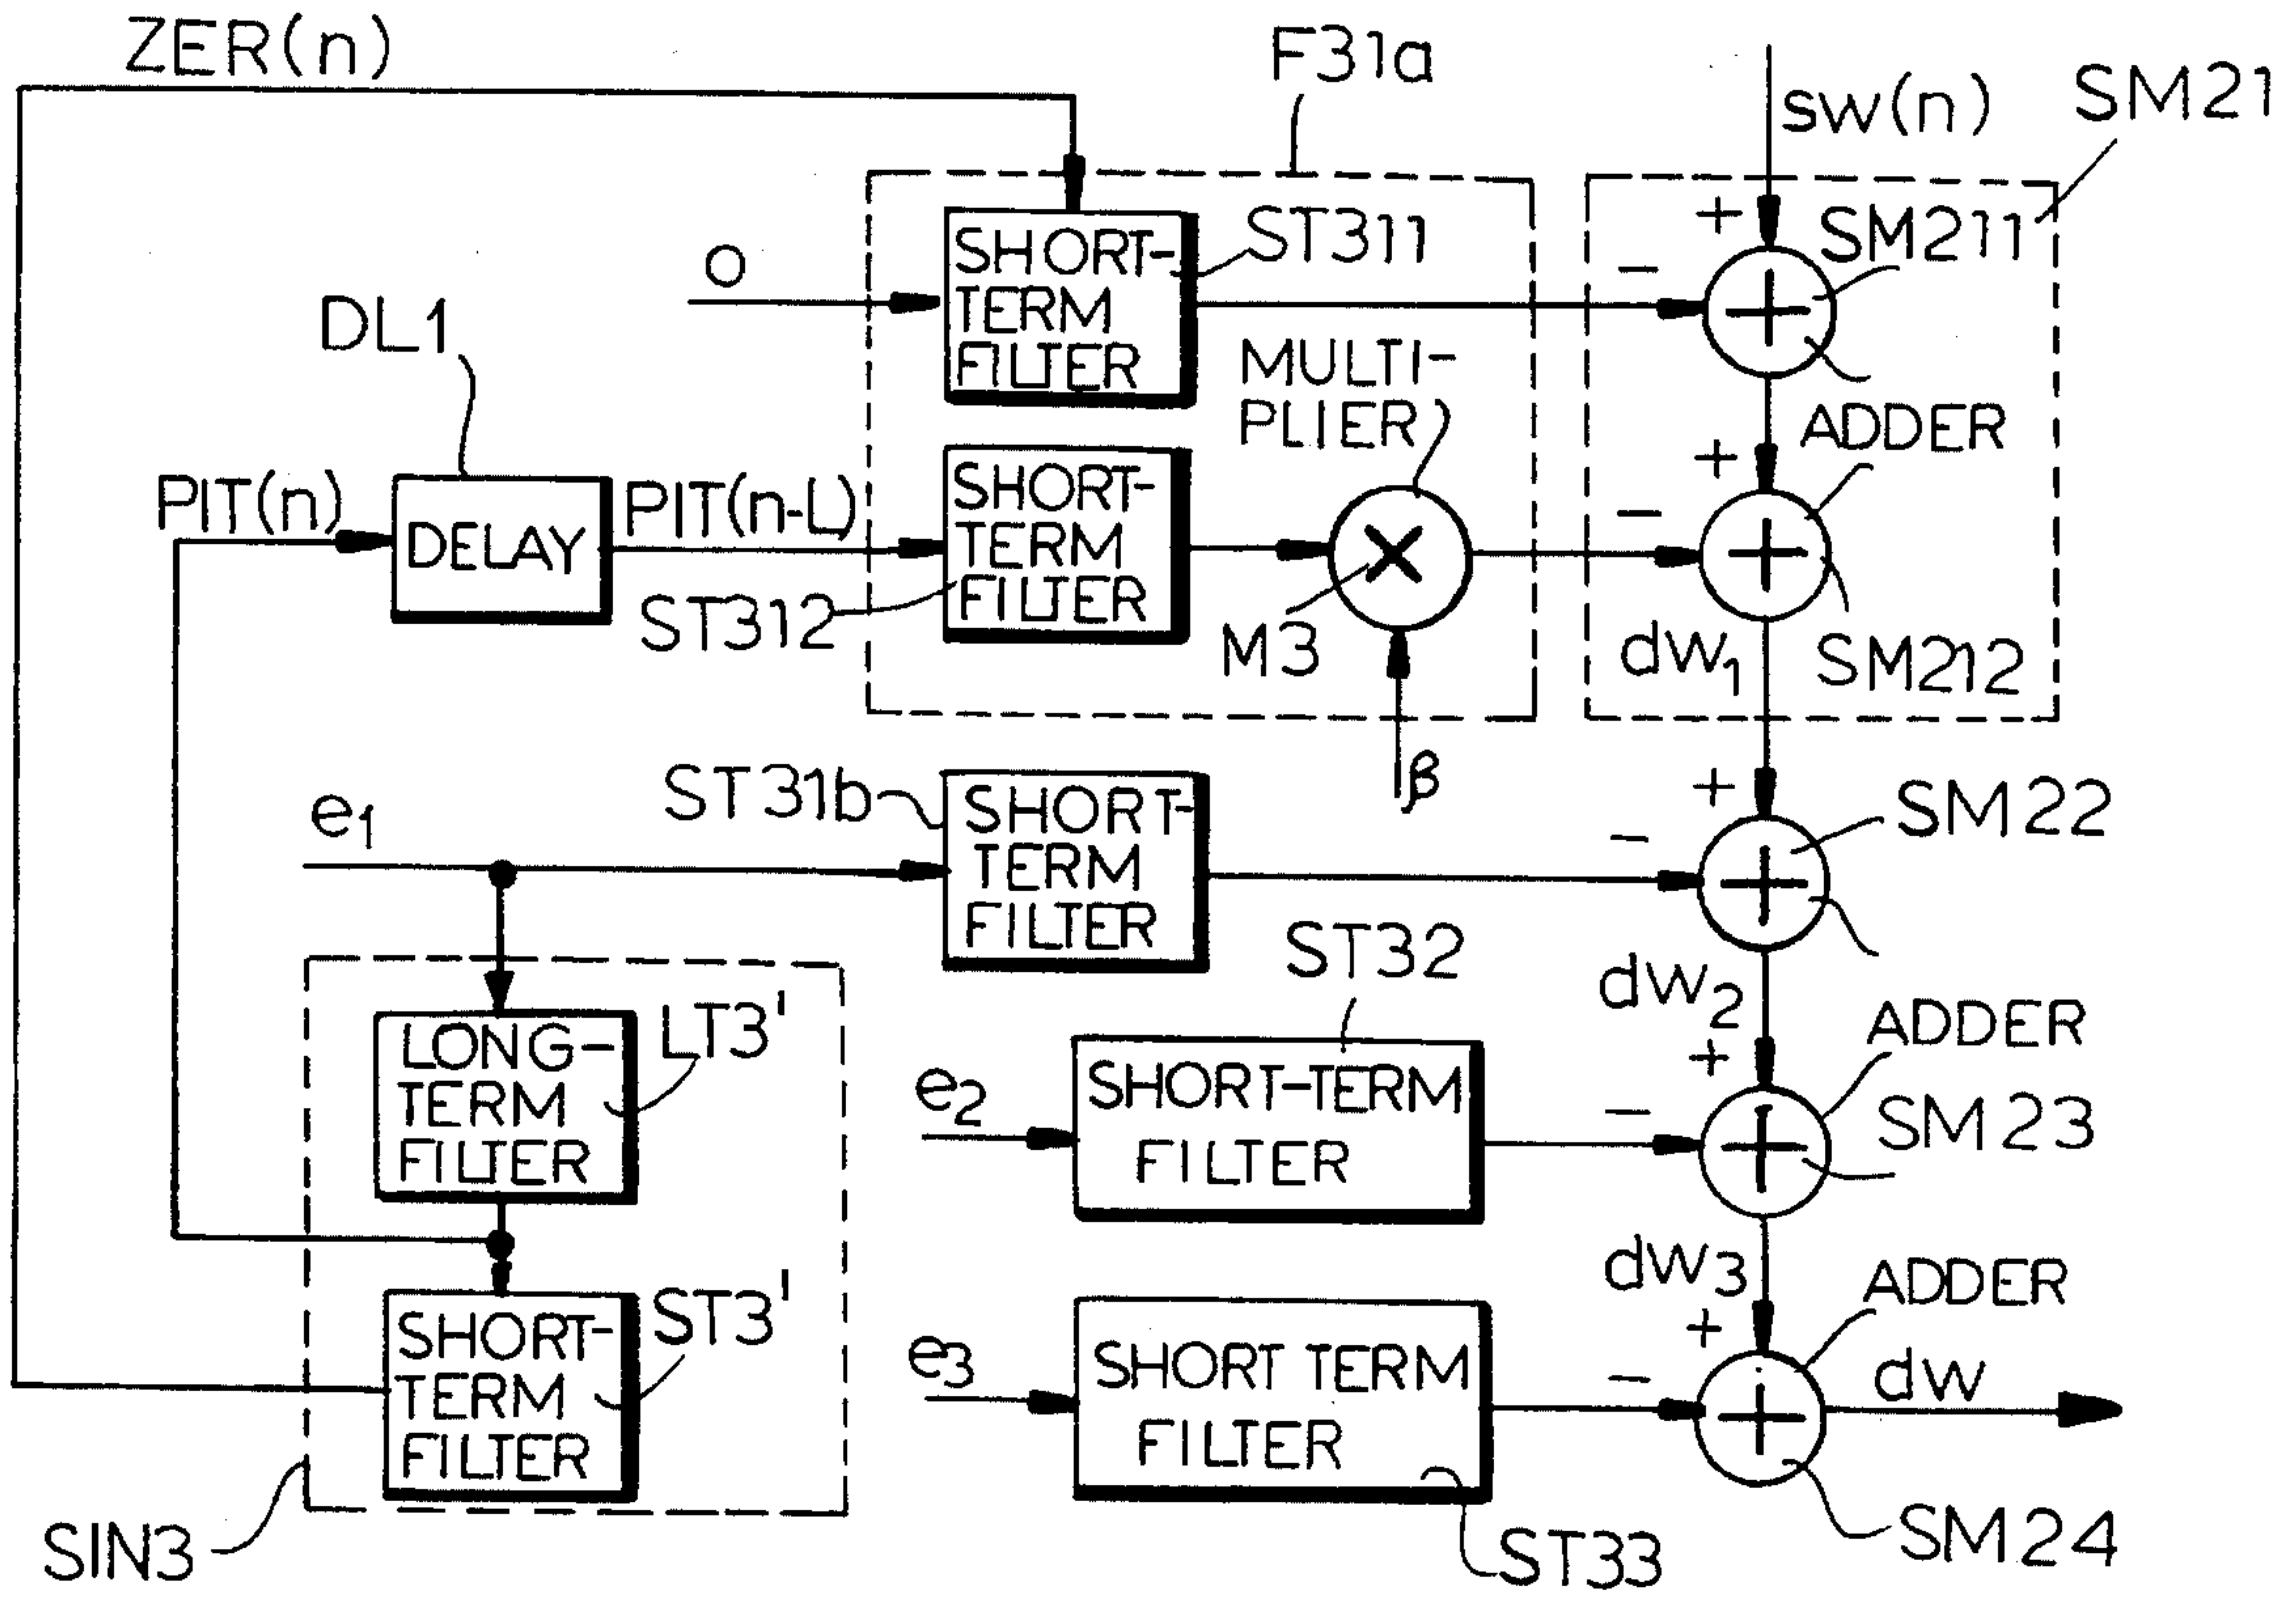 ZER(n)
F31a
sw(n)
SM21
O
SHORT-
TERM
FILTER
ST311
+
SM211
-
DL1
MULTI-
PLIER
ADDER
+
PIT(n)
DELAY
PIT(n-L)
SHORT-
TERM
FILTER
-
ST312
M3
dw1
SM212
β
e1
ST31b
SHORT-
TERM
FILTER
+
SM22
-
ST32
dw2
LONG-
TERM
FILTER
LT3'
ADDER
+
e2
SHORT-TERM
FILTER
-
SM23
dw3
ADDER
SHORT-
TERM
FILTER
ST3'
+
e3
SHORT TERM
FILTER
-
dw
SIN3
ST33
SM24